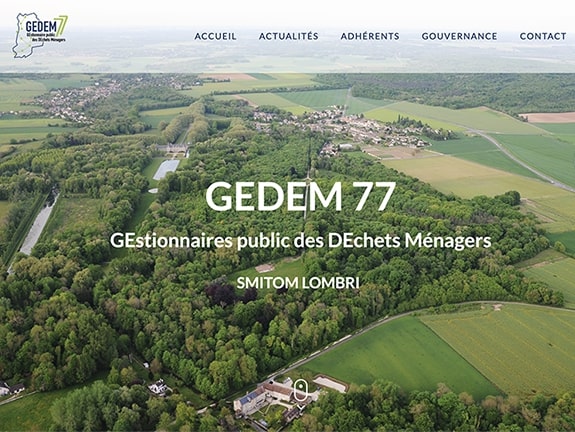 GEDEM 77
GEstionnaire public
des DEchets Ménagers
ACCUEIL ACTUALITÉS ADHÉRENTS GOUVERNANCE CONTACT
GEDEM 77
GEstionnaires public des DEchets Ménagers
SMITOM LOMBRI